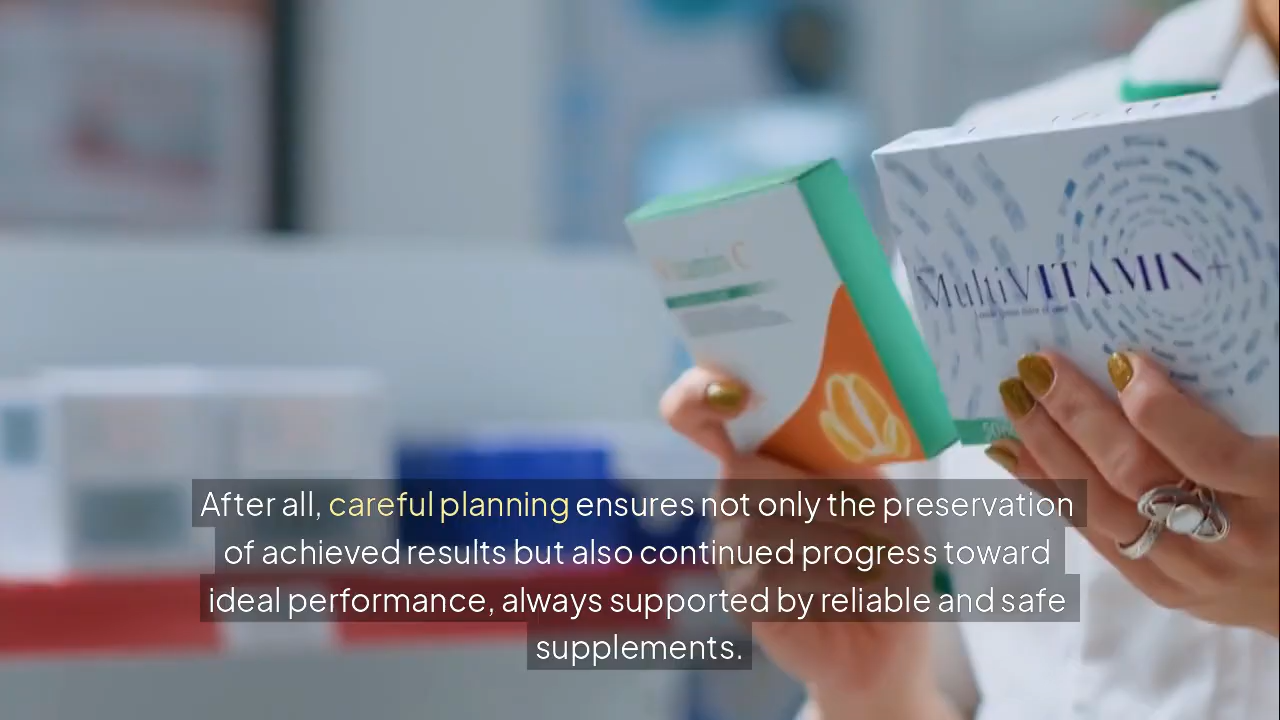 Vitamin C
MultiVITAMIN+
After all, careful planning ensures not only the preservation
of achieved results but also continued progress toward
ideal performance, always supported by reliable and safe
supplements.